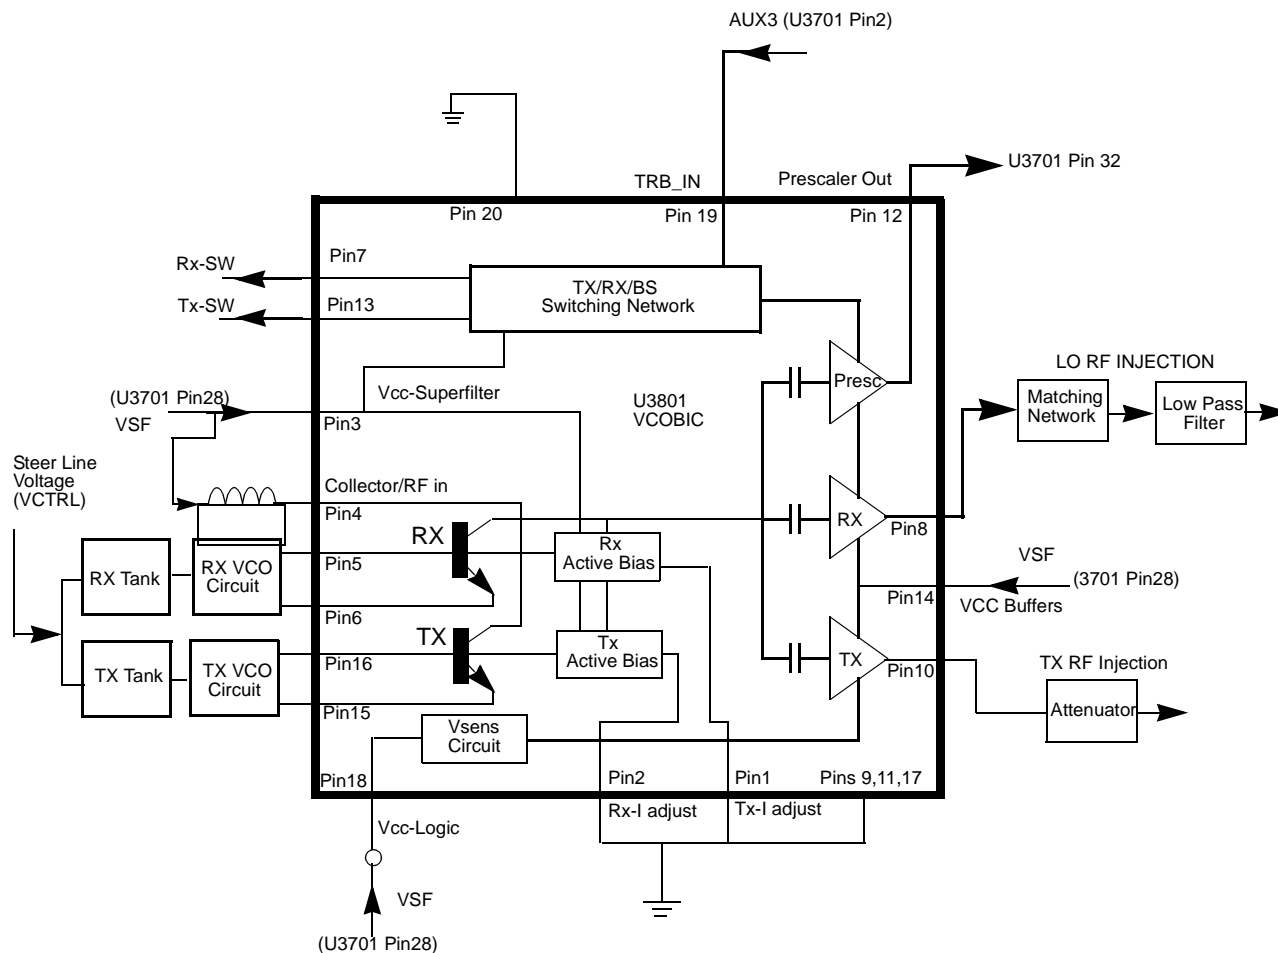 AUX3 (U3701 Pin2)
U3701 Pin 32
TRB_IN
Prescaler Out
Pin 20
Pin 19
Pin 12
Rx-SW
Pin7
Tx-SW
Pin13
TX/RX/BS
Switching Network
Presc
LO RF INJECTION
Matching
Network
Low Pass
Filter
(U3701 Pin28)
VSF
Vcc-Superfilter
Pin3
U3801
VCOBIC
Steer Line
Voltage
(VCTRL)
Collector/RF in
Pin4
RX
Rx
Active Bias
RX
Pin8
RX Tank
RX VCO
Circuit
Pin5
VSF
(3701 Pin28)
Pin14
VCC Buffers
Pin6
TX
Tx
Active Bias
TX
Pin10
TX Tank
TX VCO
Circuit
Pin16
Pin15
TX RF Injection
Attenuator
Vsens
Circuit
Pin18
Pin2
Pin1
Pins 9,11,17
Rx-I adjust
Tx-I adjust
Vcc-Logic
VSF
(U3701 Pin28)